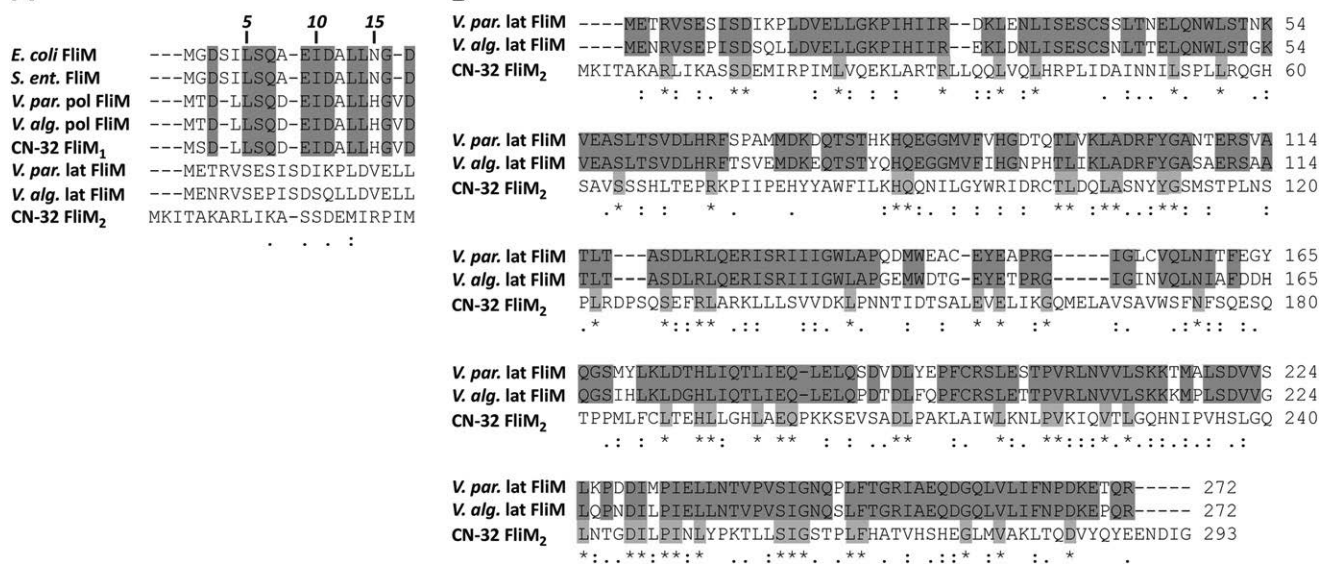 5 10 15
E. coli FliM ---MGDSILSQA-EIDALLNG-D
S. ent. FliM ---MGDSILSQA-EIDALLNG-D
V. par. pol FliM ---MTD-LLSQD-EIDALLHGVD
V. alg. pol FliM ---MTD-LLSQD-EIDALLHGVD
CN-32 FliM1 ---MSD-LLSQD-EIDALLHGVD
V. par. lat FliM ---METRVSESISDIKPLDVELL
V. alg. lat FliM ---MENRVSEPISDSQLLDVELL
CN-32 FliM2 MKITAKARLIKA-SSDEMIRPIM
. . :
V. par. lat FliM ----METRVSESISDIKPLDVELLGKPIHIIR--DKLENLISESCSSLTNELQNWLSTNK 54
V. alg. lat FliM ----MENRVSEPISDSQLLDVELLGKPIHIIR--EKLDNLISESCSNLTTELQNWLSTGK 54
CN-32 FliM2 MKITAKARLIKASSDEMIRPIMLVQEKLARTRLLQQLVQLHRPLIDAINNILSPLLRQGH 60
: *:. *: : * : : * :: *: * . :. : * . * .:
V. par. lat FliM VEASLTSVDLHRFSPAMMDKDQTSTHKHQEGGMVFVHGDTQTLVKLADRFYGANTERSVA 114
V. alg. lat FliM VEASLTSVDLHRFTSVEMDKEQTSTYQHQEGGMVFIHGNPHTLIKLADRFYGASAERSAA 114
CN-32 FliM2 SAVSSSHLTEPRKPIIPEHYYAWFILKHQQNILGYWRIDRCTLDQLASNYYGSMSTPLNS 120
.* : : * . . :**:. : : : : ** :**..:**: : :
V. par. lat FliM TLT---ASDLRLQERISRIIIGWLAPQDMWEAC-EYEAPRG-----IGLCVQLNITFEGY 165
V. alg. lat FliM TLT---ASDLRLQERISRIIIGWLAPGEMWDTG-EYETPRG-----IGINVQLNIAFDDH 165
CN-32 FliM2 PLRDPSQSEFRLARKLLLSVVDKLPNNTIDTSALEVELIKGQMELAVSAVWSFNFSQESQ 180
.* *::** .:: ::. *. : : * * :* :. .:*:: :.
V. par. lat FliM QGSMYLKLDTHLIQTLIEQ-LELQSDVDLYEPFCRSLESTPVRLNVVLSKKTMALSDVVS 224
V. alg. lat FliM QGSIHLKLDGHLIQTLIEQ-LELQPDTDLFQPFCRSLETTPVRLNVVLSKKKMPLSDVVG 224
CN-32 FliM2 TPPMLFCLTEHLLGHLAEQPKKSEVSADLPAKLAIWLKNLPVKIQVTLGQHNIPVHSLGQ 240
.: : * **: * ** : : . ** :. *:. **:::*.*.::.:.: .:
V. par. lat FliM LKPDDIMPIELLNTVPVSIGNQPLFTGRIAEQDGQLVLIFNPDKETQR----- 272
V. alg. lat FliM LQPNDILPIELLNTVPVSIGNQSLFTGRIAEQDGQLVLIFNPDKEPQR----- 272
CN-32 FliM2 LNTGDILPINLYPKTLLSIGSTPLFHATVHSHEGLMVAKLTQDVYQYEENDIG 293
*:..**:**:* .. :***. .** . : .::* :* :. * .